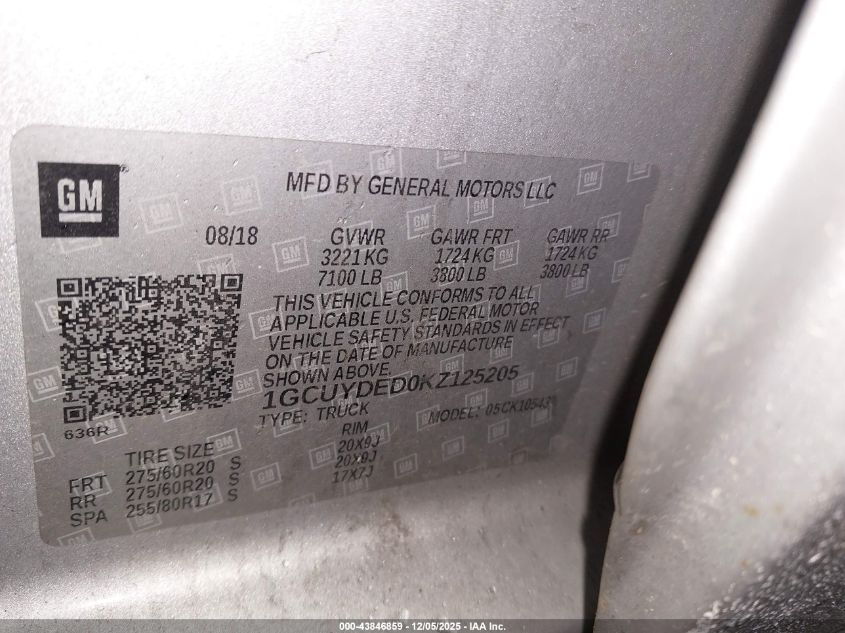 GM
MFD BY GENERAL MOTORS LLC
08/18 GVWR GAWR FRT GAWR RR
3221 KG 1724 KG 1724 KG
7100 LB 3800 LB 3800 LB
THIS VEHICLE CONFORMS TO ALL
APPLICABLE U.S. FEDERAL MOTOR
VEHICLE SAFETY STANDARDS IN EFFECT
ON THE DATE OF MANUFACTURE
SHOWN ABOVE.
1GCUYDED0KZ125205
TYPE: TRUCK MODEL: 05CK10543
636R
TIRE SIZE RIM
FRT 275/60R20 S 20X9J
RR 275/60R20 S 20X9J
SPA 255/80R17 S 17X7J
000-43846859 - 12/05/2025 - IAA Inc.